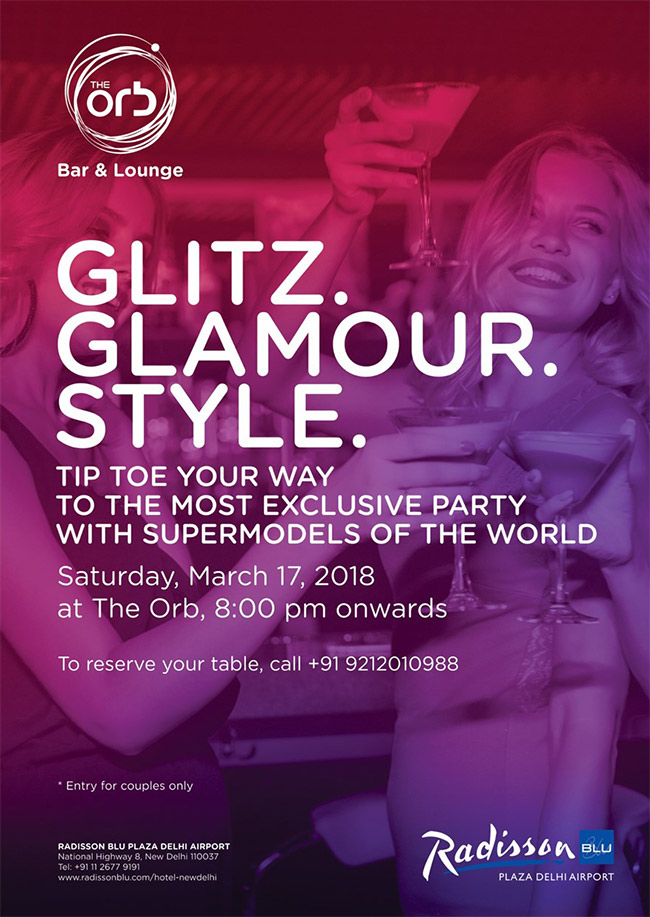 THE
orb
Bar & Lounge
GLITZ.
GLAMOUR.
STYLE.
TIP TOE YOUR WAY
TO THE MOST EXCLUSIVE PARTY
WITH SUPERMODELS OF THE WORLD
Saturday, March 17, 2018
at The Orb, 8:00 pm onwards
To reserve your table, call +91 9212010988
* Entry for couples only
RADISSON BLU PLAZA DELHI AIRPORT
National Highway 8, New Delhi 110037
Tel: +91 11 2677 9191
www.radissonblu.com/hotel-newdelhi
Radisson BLU
PLAZA DELHI AIRPORT